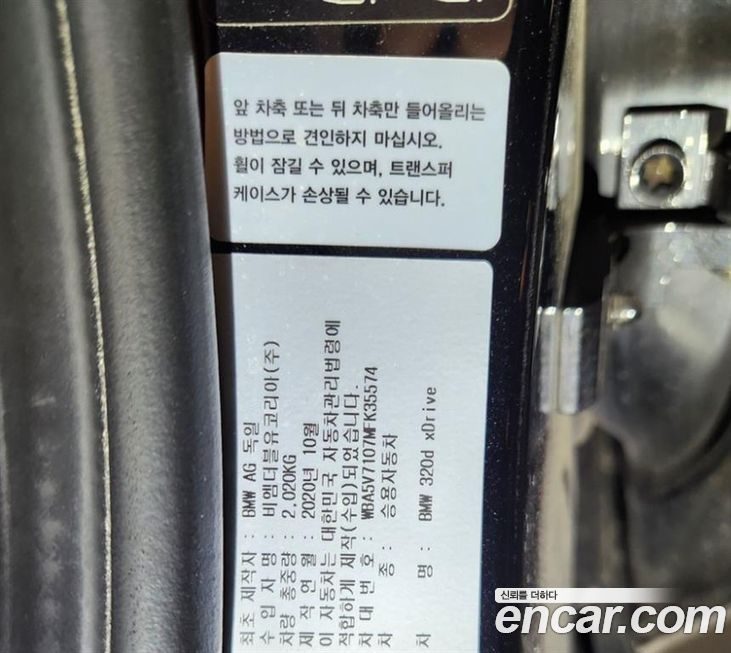 앞 차축 또는 뒤 차축만 들어올리는
방법으로 견인하지 마십시오.
휠이 잠길 수 있으며, 트랜스퍼
케이스가 손상될 수 있습니다.
최초 제작자 : BMW AG 독일
수 입 자 명 : 비엠더블유코리아(주)
차량 총중량 : 2,020KG
제 작 연 월 : 2020년 10월
이 자동차는 대한민국 자동차관리법령에
적합하게 제작(수입)되었습니다.
차 대 번 호 : WBA5V7107MFK35574
차 종 : 승용자동차
차 명 : BMW 320d xDrive
신뢰를 더하다
encar.com